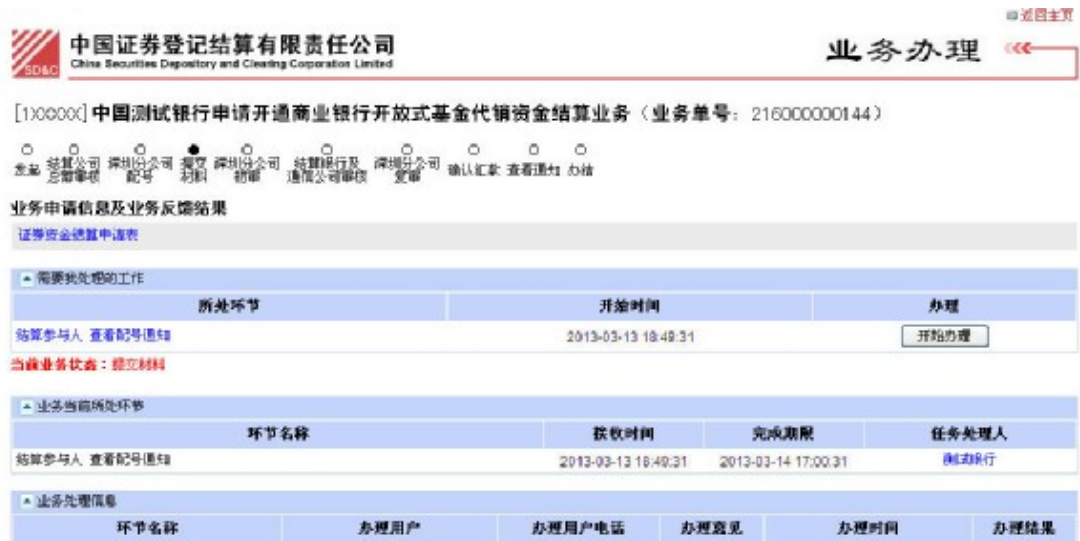 返回主页
中国证券登记结算有限责任公司
China Securities Depository and Clearing Corporation Limited
SD&C
业务办理
[1XXXXX] 中国测试银行申请开通商业银行开放式基金代销资金结算业务（业务单号：216000000144）
发起 结算公司总部审核 深圳分公司配号 提交材料 深圳分公司初审 结算银行及通信公司审核 深圳分公司复审 确认汇款 查看通知 办结
业务申请信息及业务反馈结果
证券资金结算申请表
需要我处理的工作
所处环节 开始时间 办理
结算参与人 查看配号通知 2013-03-13 18:49:31 开始办理
当前业务状态：提交材料
业务当前所处环节
环节名称 接收时间 完成期限 任务处理人
结算参与人 查看配号通知 2013-03-13 18:49:31 2013-03-14 17:00:31 测试银行
业务处理信息
环节名称 办理用户 办理用户电话 办理意见 办理时间 办理结果